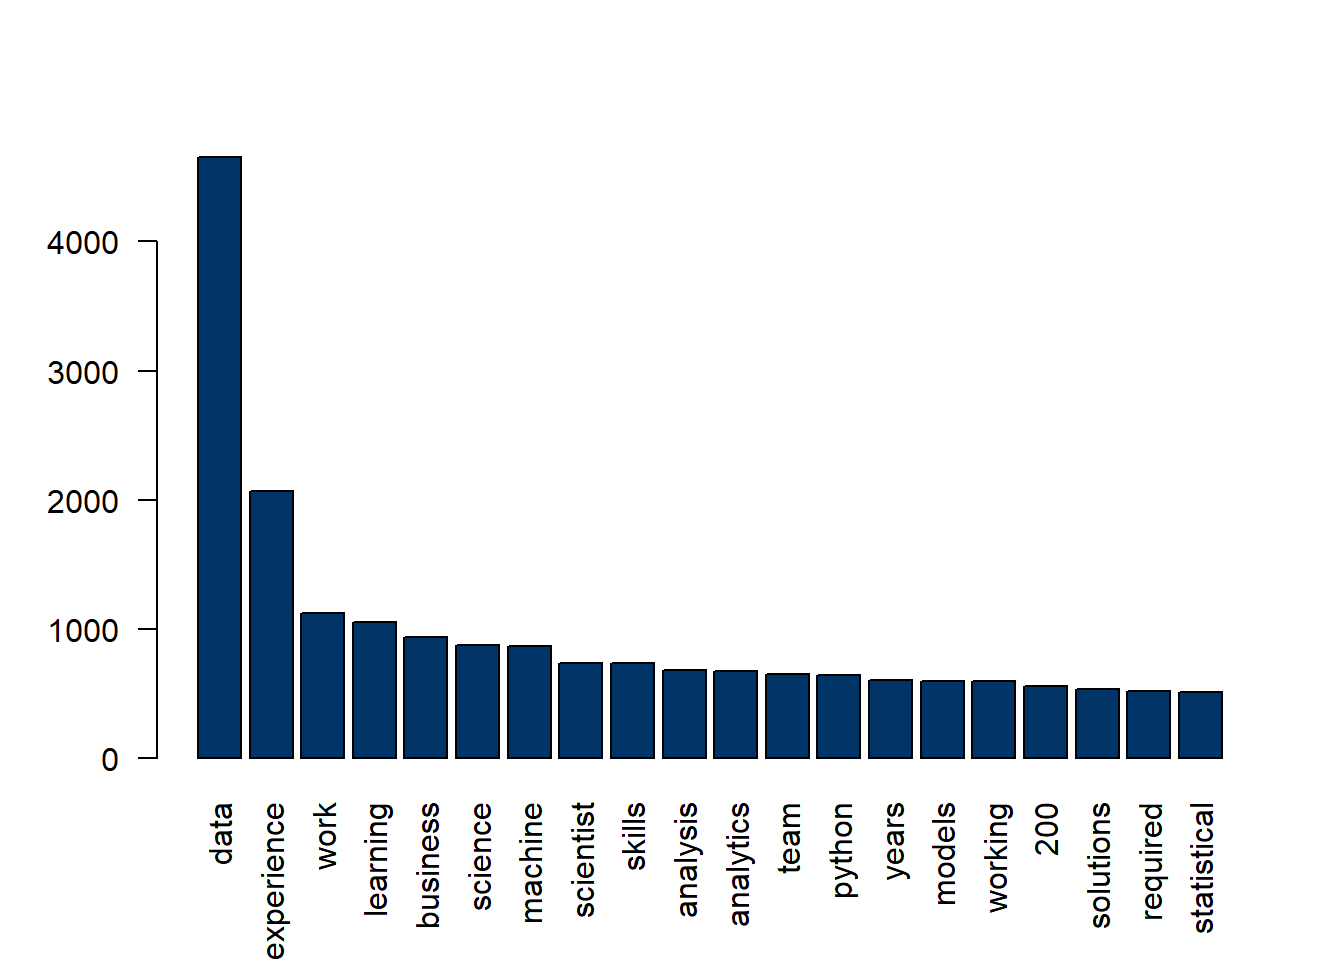 4000
3000
2000
1000
0
data
experience
work
learning
business
science
machine
scientist
skills
analysis
analytics
team
python
years
models
working
200
solutions
required
statistical